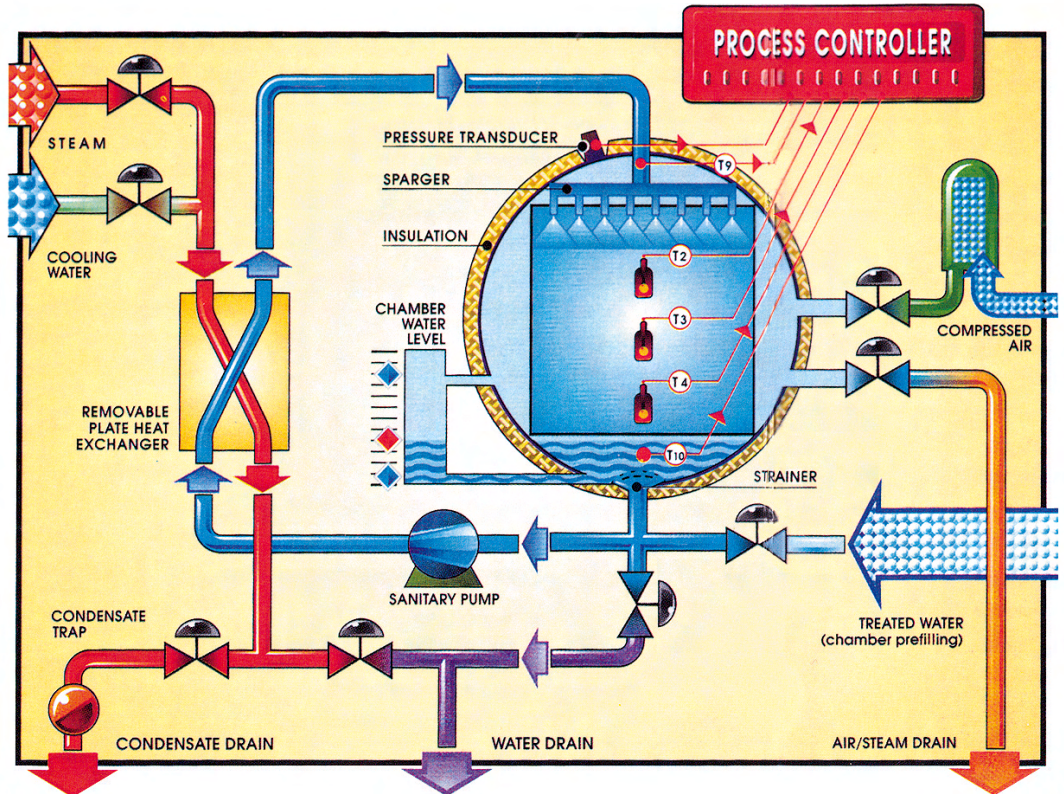 PROCESS CONTROLLER
STEAM
PRESSURE TRANSDUCER
T9
SPARGER
INSULATION
COOLING
WATER
T2
CHAMBER
WATER
LEVEL
T3
COMPRESSED
AIR
T4
REMOVABLE
PLATE HEAT
EXCHANGER
T10
STRAINER
SANITARY PUMP
CONDENSATE
TRAP
TREATED WATER
(chamber prefilling)
CONDENSATE DRAIN
WATER DRAIN
AIR/STEAM DRAIN